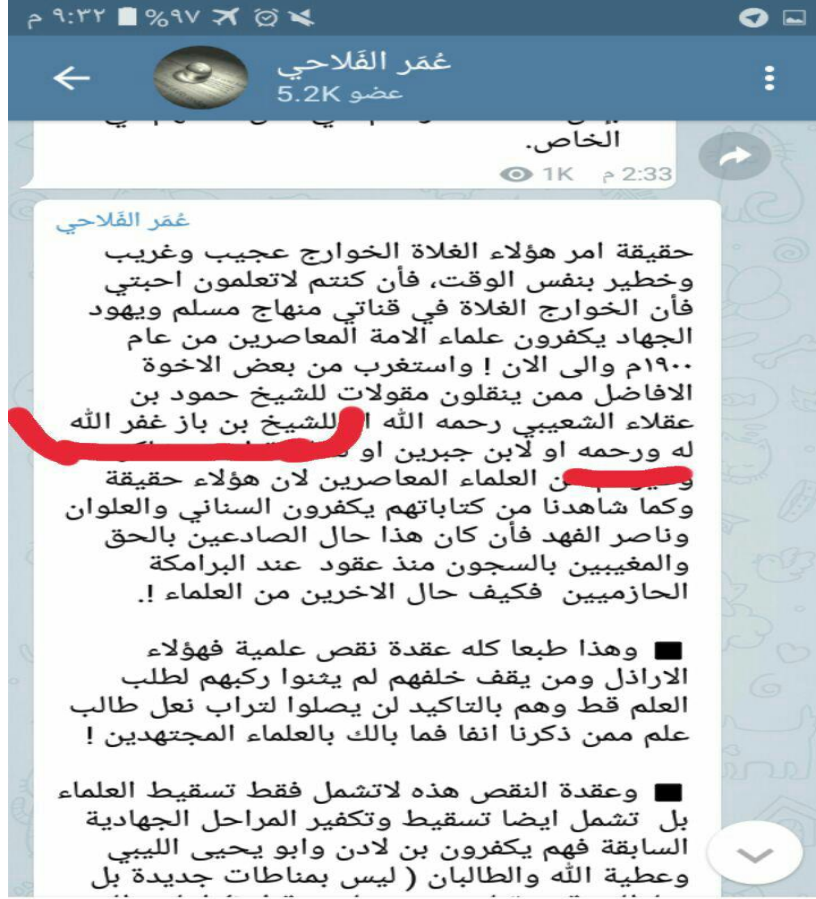 ٩:٣٢ م ٩٧%
عُمَر الفَلاحي
5.2K عضو
الخاص.
1K 2:33 م
عُمَر الفَلاحي
حقيقة امر هؤلاء الغلاة الخوارج عجيب وغريب
وخطير بنفس الوقت، فأن كنتم لاتعلمون احبتي
فأن الخوارج الغلاة في قناتي منهاج مسلم ويهود
الجهاد يكفرون علماء الامة المعاصرين من عام
١٩٠٠م والى الان ! واستغرب من بعض الاخوة
الافاضل ممن ينقلون مقولات للشيخ حمود بن
عقلاء الشعيبي رحمه الله للشيخ بن باز غفر الله
له ورحمه او لابن جبرين او
العلماء المعاصرين لان هؤلاء حقيقة
وكما شاهدنا من كتاباتهم يكفرون السناني والعلوان
وناصر الفهد فأن كان هذا حال الصادعين بالحق
والمغيبين بالسجون منذ عقود عند البرامكة
الحازميين فكيف حال الاخرين من العلماء !.
■ وهذا طبعا كله عقدة نقص علمية فهؤلاء
الاراذل ومن يقف خلفهم لم يثنوا ركبهم لطلب
العلم قط وهم بالتاكيد لن يصلوا لتراب نعل طالب
علم ممن ذكرنا انفا فما بالك بالعلماء المجتهدين !
■ وعقدة النقص هذه لاتشمل فقط تسقيط العلماء
بل تشمل ايضا تسقيط وتكفير المراحل الجهادية
السابقة فهم يكفرون بن لادن وابو يحيى الليبي
وعطية الله والطالبان ( ليس بمناطات جديدة بل